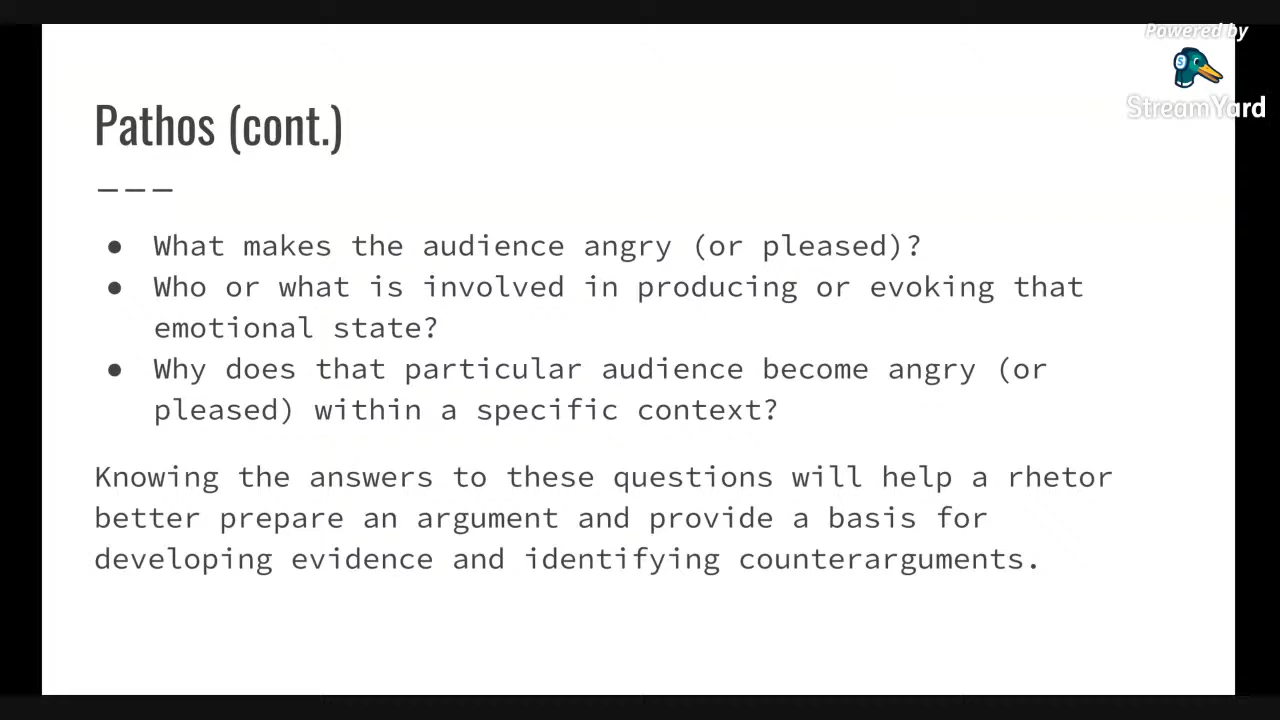 Powered by
StreamYard
Pathos (cont.)
● What makes the audience angry (or pleased)?
● Who or what is involved in producing or evoking that
emotional state?
● Why does that particular audience become angry (or
pleased) within a specific context?
Knowing the answers to these questions will help a rhetor
better prepare an argument and provide a basis for
developing evidence and identifying counterarguments.